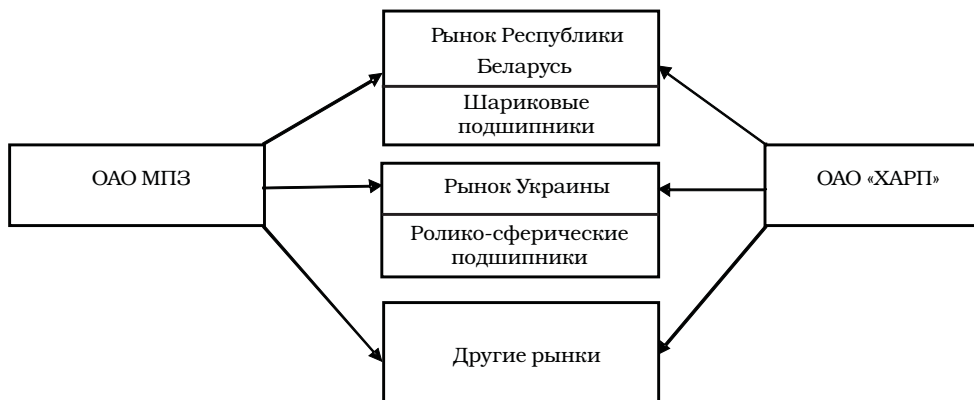 Рынок Республики
Беларусь
Шариковые
подшипники
ОАО МПЗ
Рынок Украины
ОАО «ХАРП»
Ролико-сферические
подшипники
Другие рынки